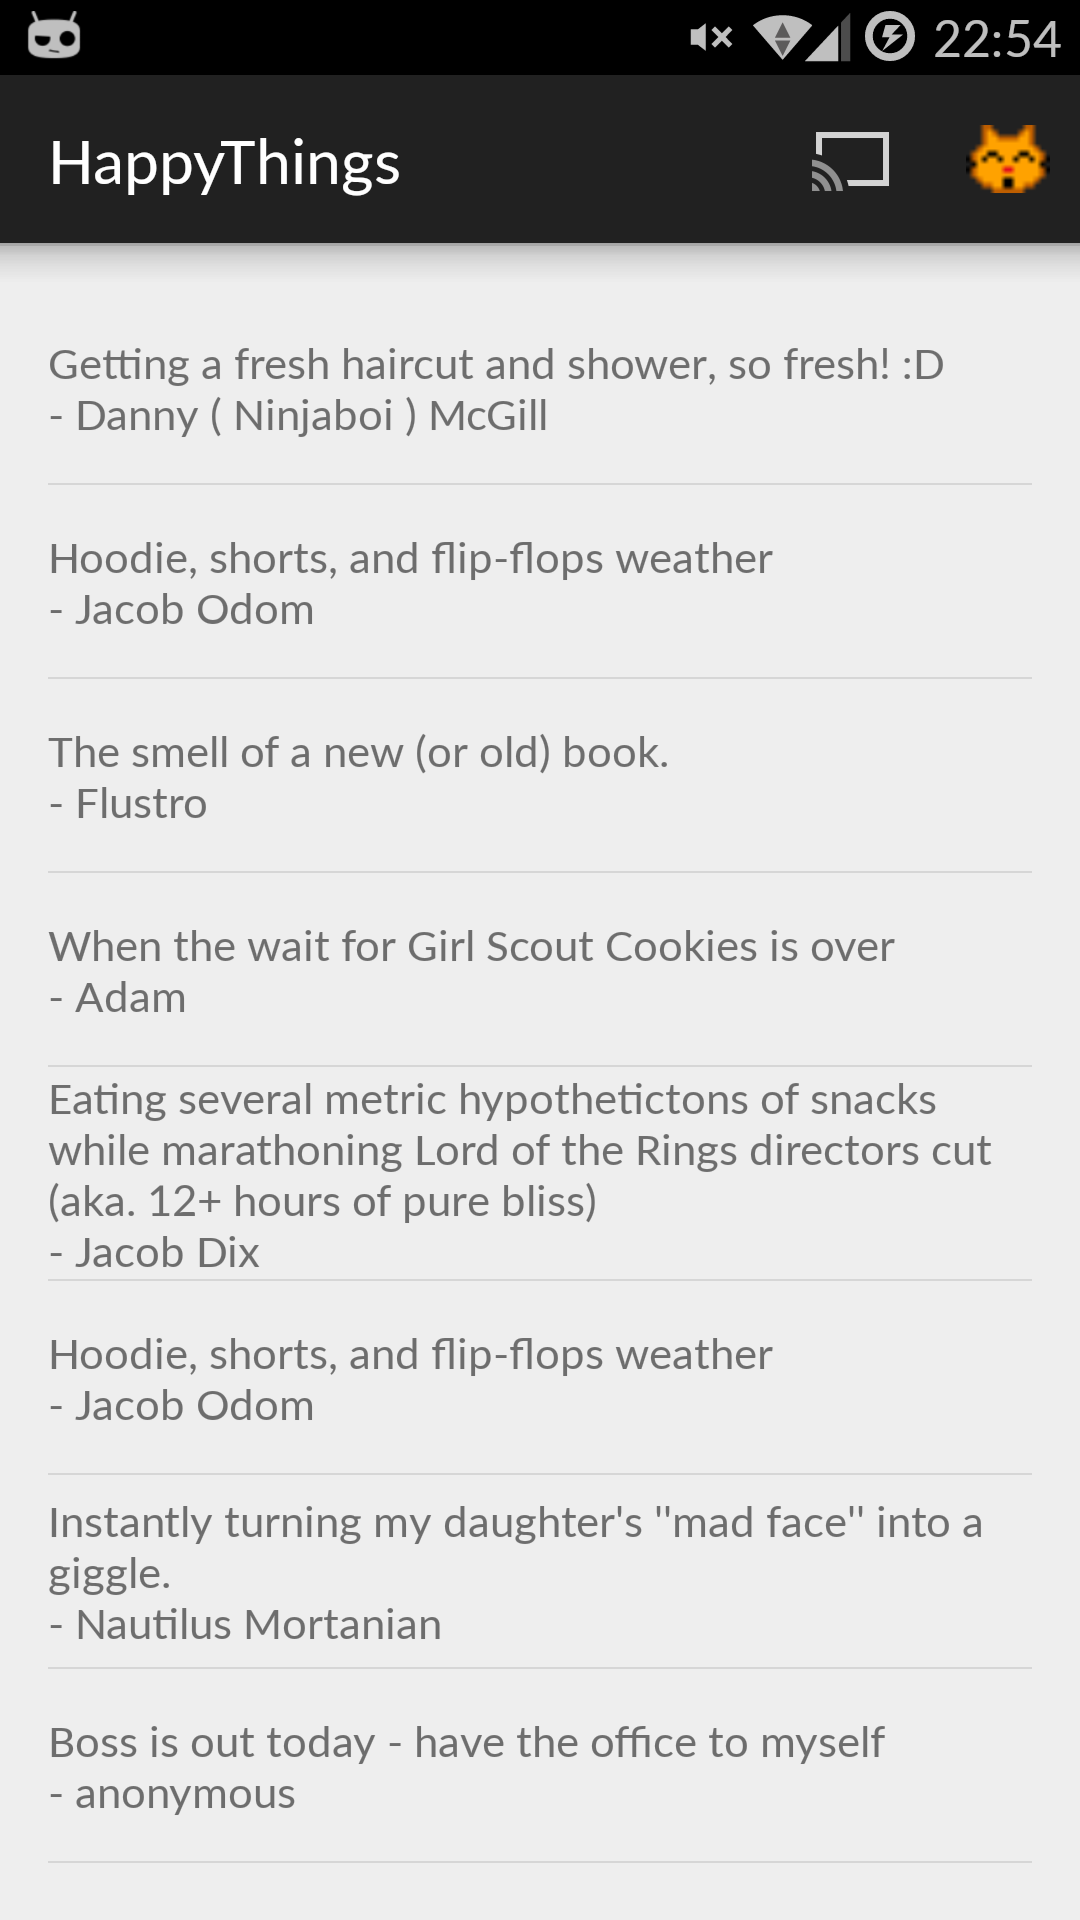 22:54
HappyThings
Getting a fresh haircut and shower, so fresh! :D
- Danny ( Ninjaboi ) McGill
Hoodie, shorts, and flip-flops weather
- Jacob Odom
The smell of a new (or old) book.
- Flustro
When the wait for Girl Scout Cookies is over
- Adam
Eating several metric hypothetictons of snacks
while marathoning Lord of the Rings directors cut
(aka. 12+ hours of pure bliss)
- Jacob Dix
Hoodie, shorts, and flip-flops weather
- Jacob Odom
Instantly turning my daughter's "mad face" into a
giggle.
- Nautilus Mortanian
Boss is out today - have the office to myself
- anonymous